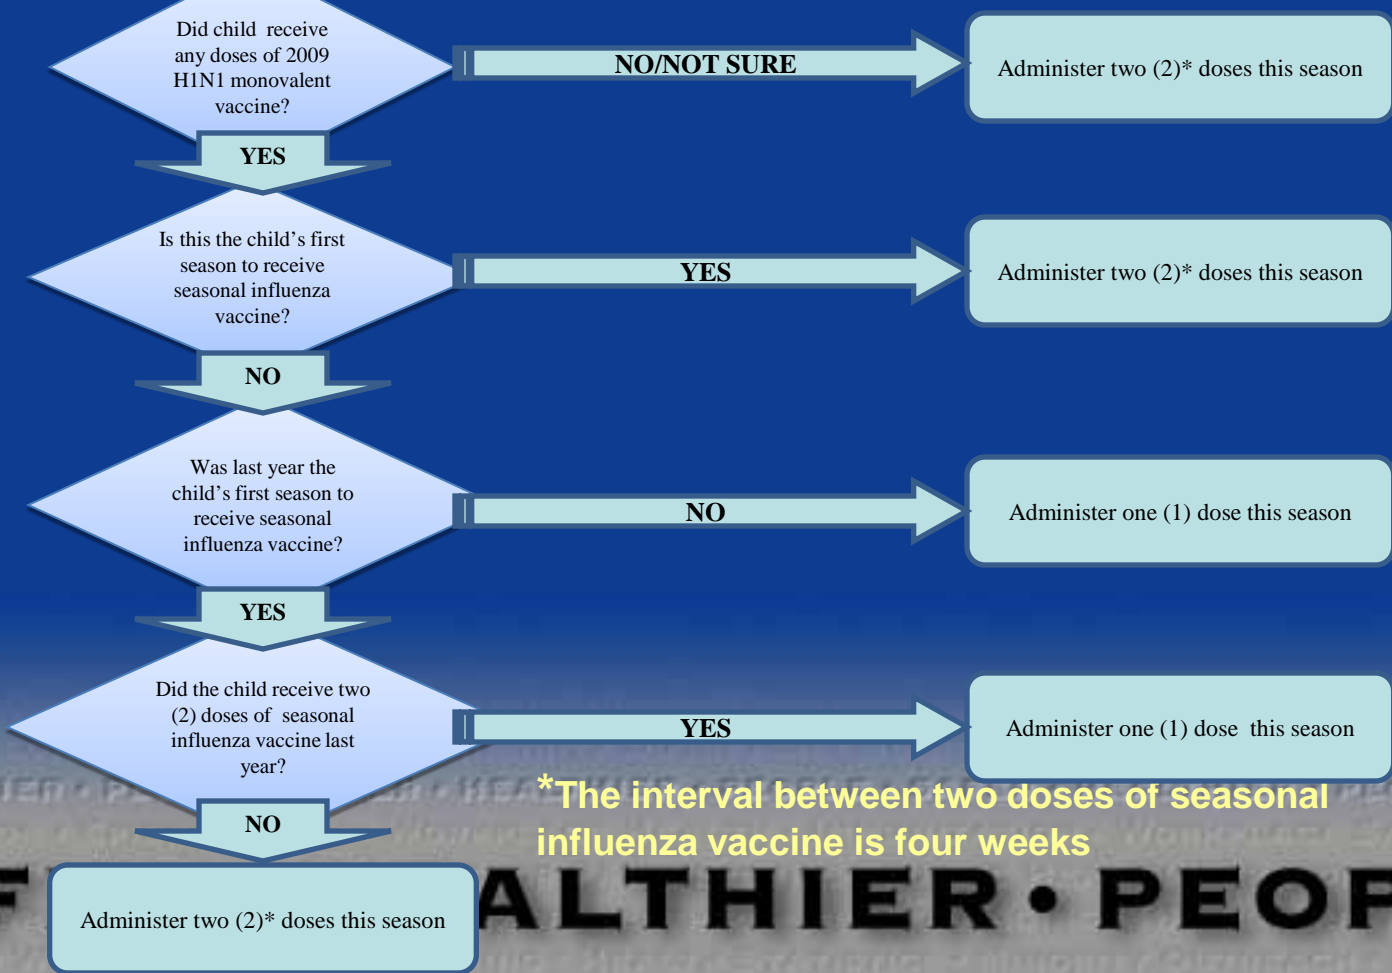 Did child receive
any doses of 2009
H1N1 monovalent
vaccine?
NO/NOT SURE
Administer two (2)* doses this season
YES
Is this the child’s first
season to receive
seasonal influenza
vaccine?
YES
Administer two (2)* doses this season
NO
Was last year the
child’s first season to
receive seasonal
influenza vaccine?
NO
Administer one (1) dose this season
YES
Did the child receive two
(2) doses of seasonal
influenza vaccine last
year?
YES
Administer one (1) dose this season
*The interval between two doses of seasonal
influenza vaccine is four weeks
NO
ALTHIER • PEOP
Administer two (2)* doses this season